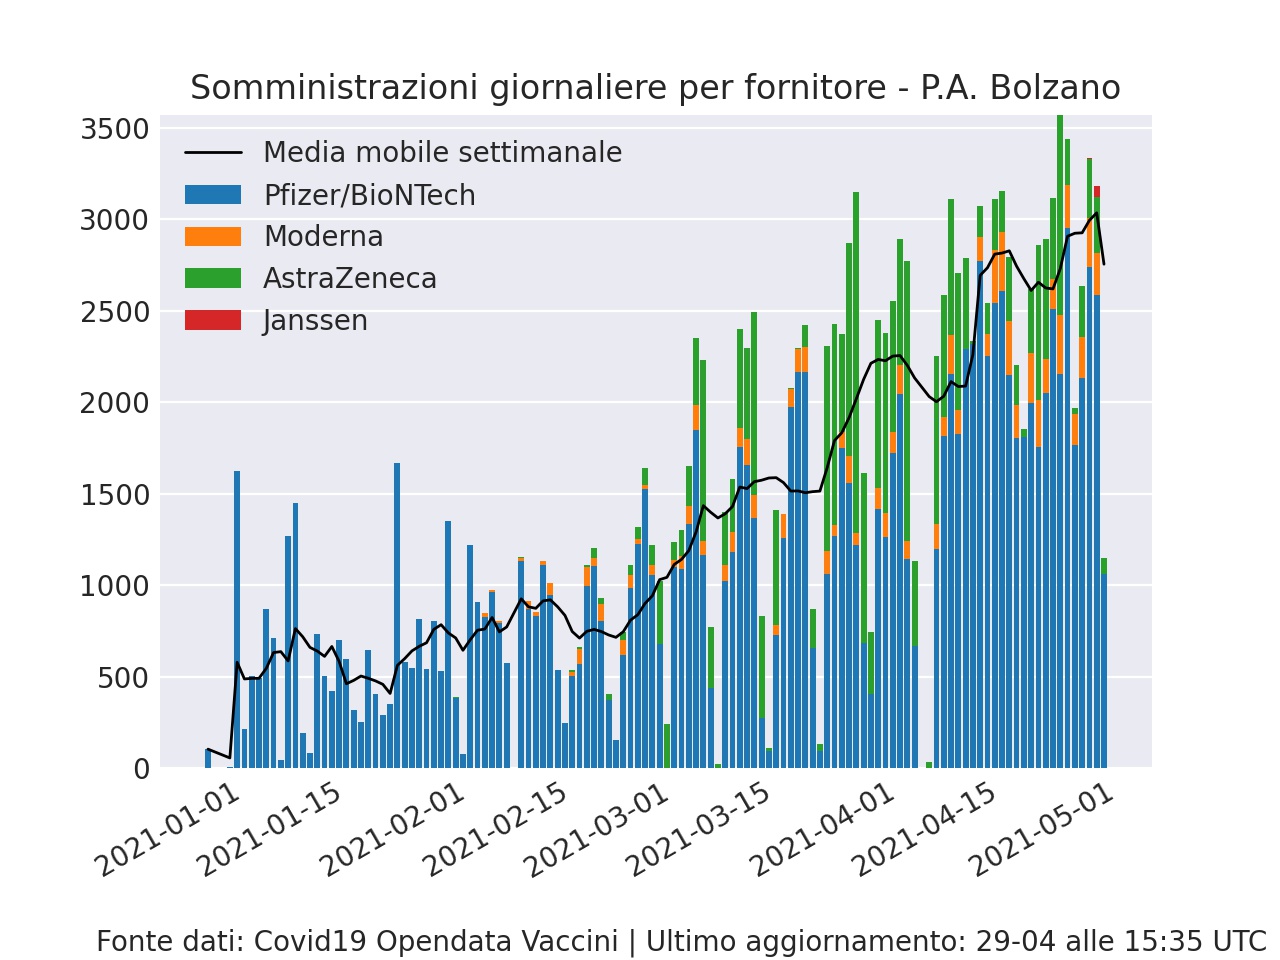 Somministrazioni giornaliere per fornitore - P.A. Bolzano
3500
3000
2500
2000
1500
1000
500
0
Media mobile settimanale
Pfizer/BioNTech
Moderna
AstraZeneca
Janssen
2021-01-01
2021-01-15
2021-02-01
2021-02-15
2021-03-01
2021-03-15
2021-04-01
2021-04-15
2021-05-01
Fonte dati: Covid19 Opendata Vaccini | Ultimo aggiornamento: 29-04 alle 15:35 UTC